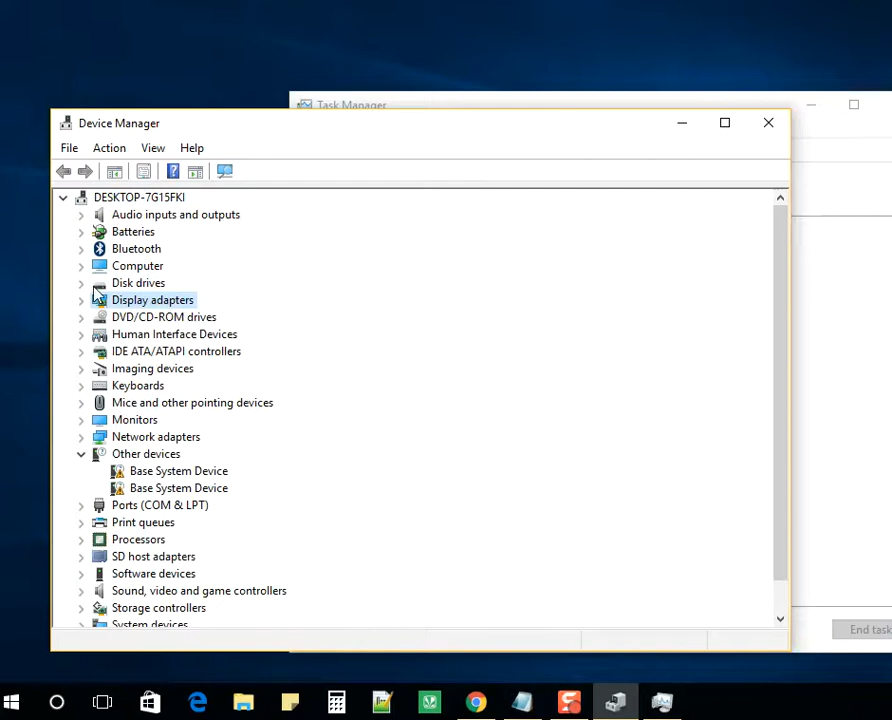 Task Manager
Device Manager
File Action View Help
DESKTOP-7G15FKI
Audio inputs and outputs
Batteries
Bluetooth
Computer
Disk drives
Display adapters
DVD/CD-ROM drives
Human Interface Devices
IDE ATA/ATAPI controllers
Imaging devices
Keyboards
Mice and other pointing devices
Monitors
Network adapters
Other devices
Base System Device
Base System Device
Ports (COM & LPT)
Print queues
Processors
SD host adapters
Software devices
Sound, video and game controllers
Storage controllers
System devices
End task